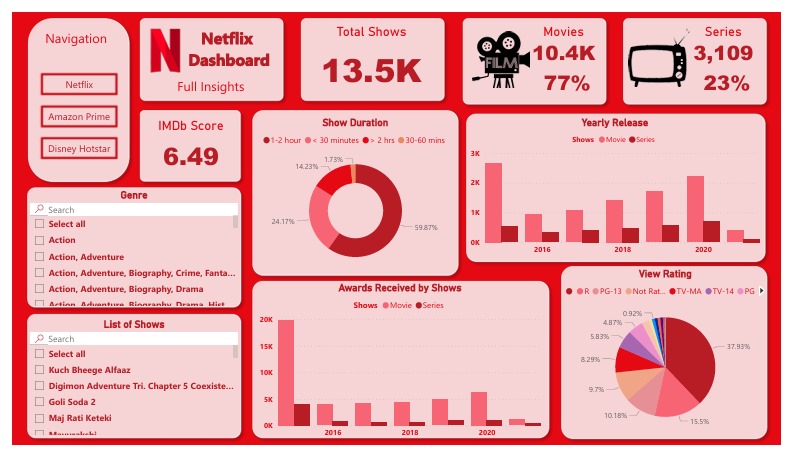 Navigation
Netflix
Amazon Prime
Disney Hotstar
N
Netflix
Dashboard
Full Insights
Total Shows
13.5K
FILM
Movies
10.4K
77%
Series
3,109
23%
IMDb Score
6.49
Show Duration
1-2 hour < 30 minutes > 2 hrs 30-60 mins
1.73%
14.23%
24.17%
59.87%
Yearly Release
Shows Movie Series
3K
2K
1K
0K
2016 2018 2020
Genre
Search
Select all
Action
Action, Adventure
Action, Adventure, Biography, Crime, Fanta...
Action, Adventure, Biography, Drama
Action, Adventure, Biography, Drama, Hist...
List of Shows
Search
Select all
Kuch Bheege Alfaaz
Digimon Adventure Tri. Chapter 5 Coexiste...
Goli Soda 2
Maj Rati Keteki
Mayurakshi
Awards Received by Shows
Shows Movie Series
20K
15K
10K
5K
0K
2016 2018 2020
View Rating
R PG-13 Not Rat... TV-MA TV-14 PG
0.92%
4.87%
5.83%
8.29%
9.7%
10.18%
15.5%
37.93%